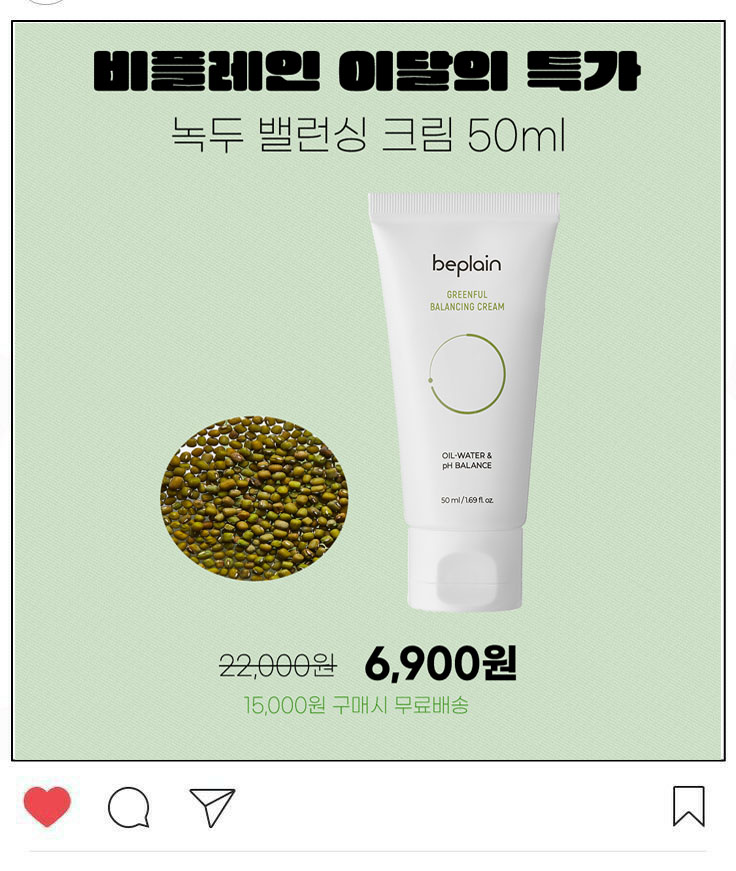 비플레인 이달의 특가
녹두 밸런싱 크림 50ml
beplain
GREENFUL
BALANCING CREAM
OIL-WATER &
pH BALANCE
50 ml / 1.69 fl. oz.
22,000원 6,900원
15,000원 구매시 무료배송